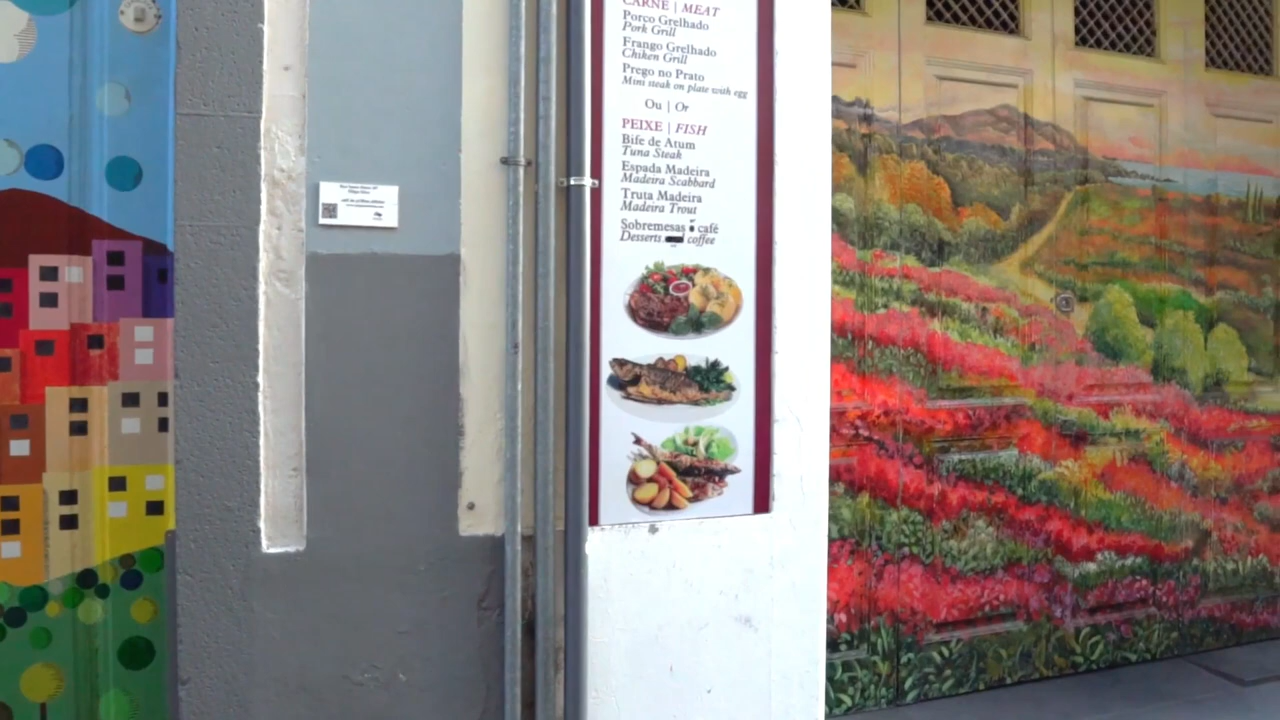 CARNE | MEAT
Porco Grelhado
Pork Grill
Frango Grelhado
Chiken Grill
Prego no Prato
Mini steak on plate with egg
Ou | Or
PEIXE | FISH
Bife de Atum
Tuna Steak
Espada Madeira
Madeira Scabbard
Truta Madeira
Madeira Trout
Sobremesas café
Desserts coffee